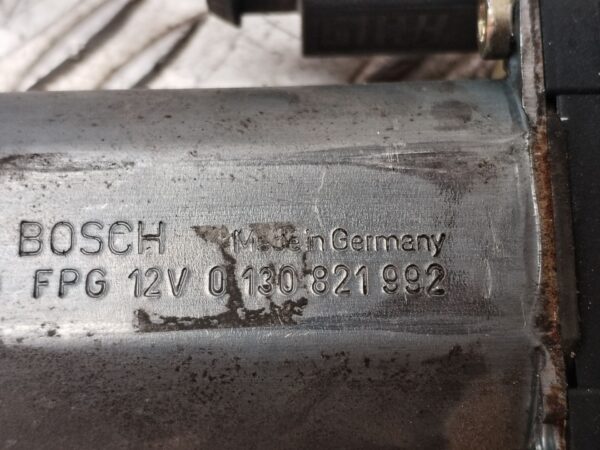 BOSCH Made in Germany
FPG 12V 0 130 821 992